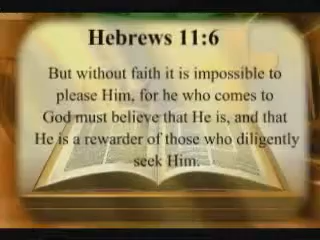 Hebrews 11:6
But without faith it is impossible to
please Him, for he who comes to
God must believe that He is, and that
He is a rewarder of those who diligently
seek Him.